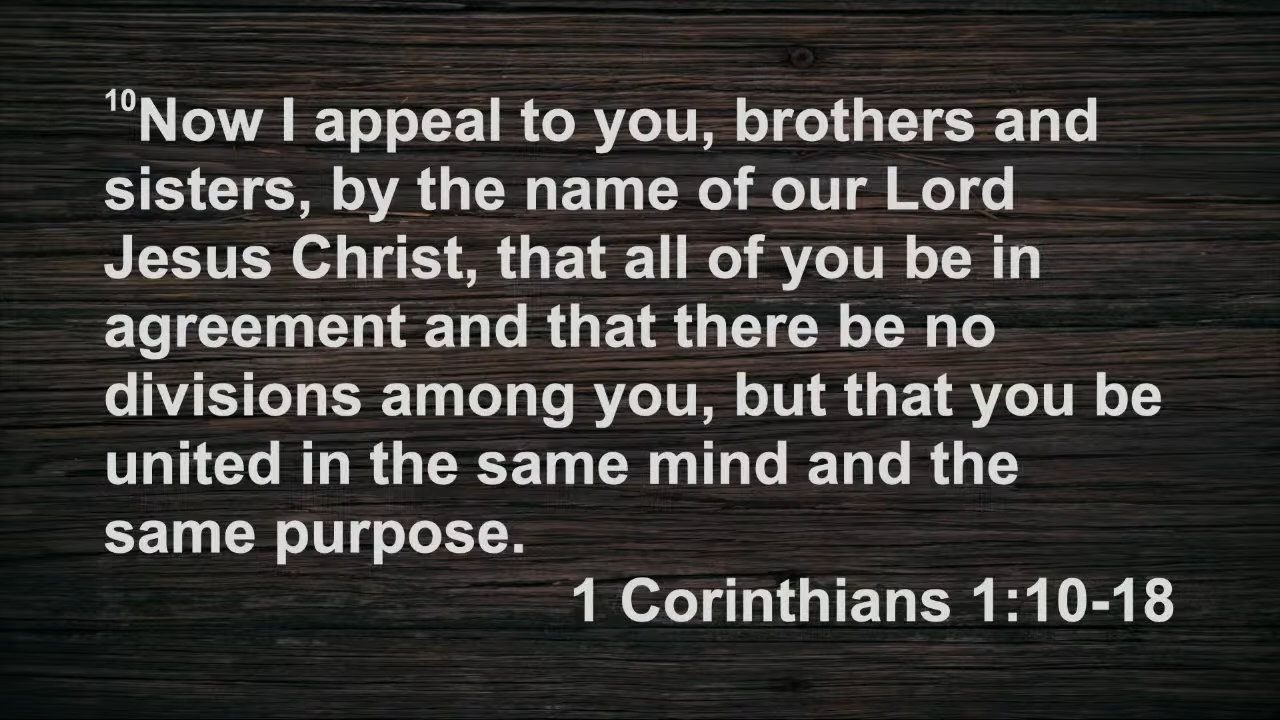 10Now I appeal to you, brothers and
sisters, by the name of our Lord
Jesus Christ, that all of you be in
agreement and that there be no
divisions among you, but that you be
united in the same mind and the
same purpose.
1 Corinthians 1:10-18